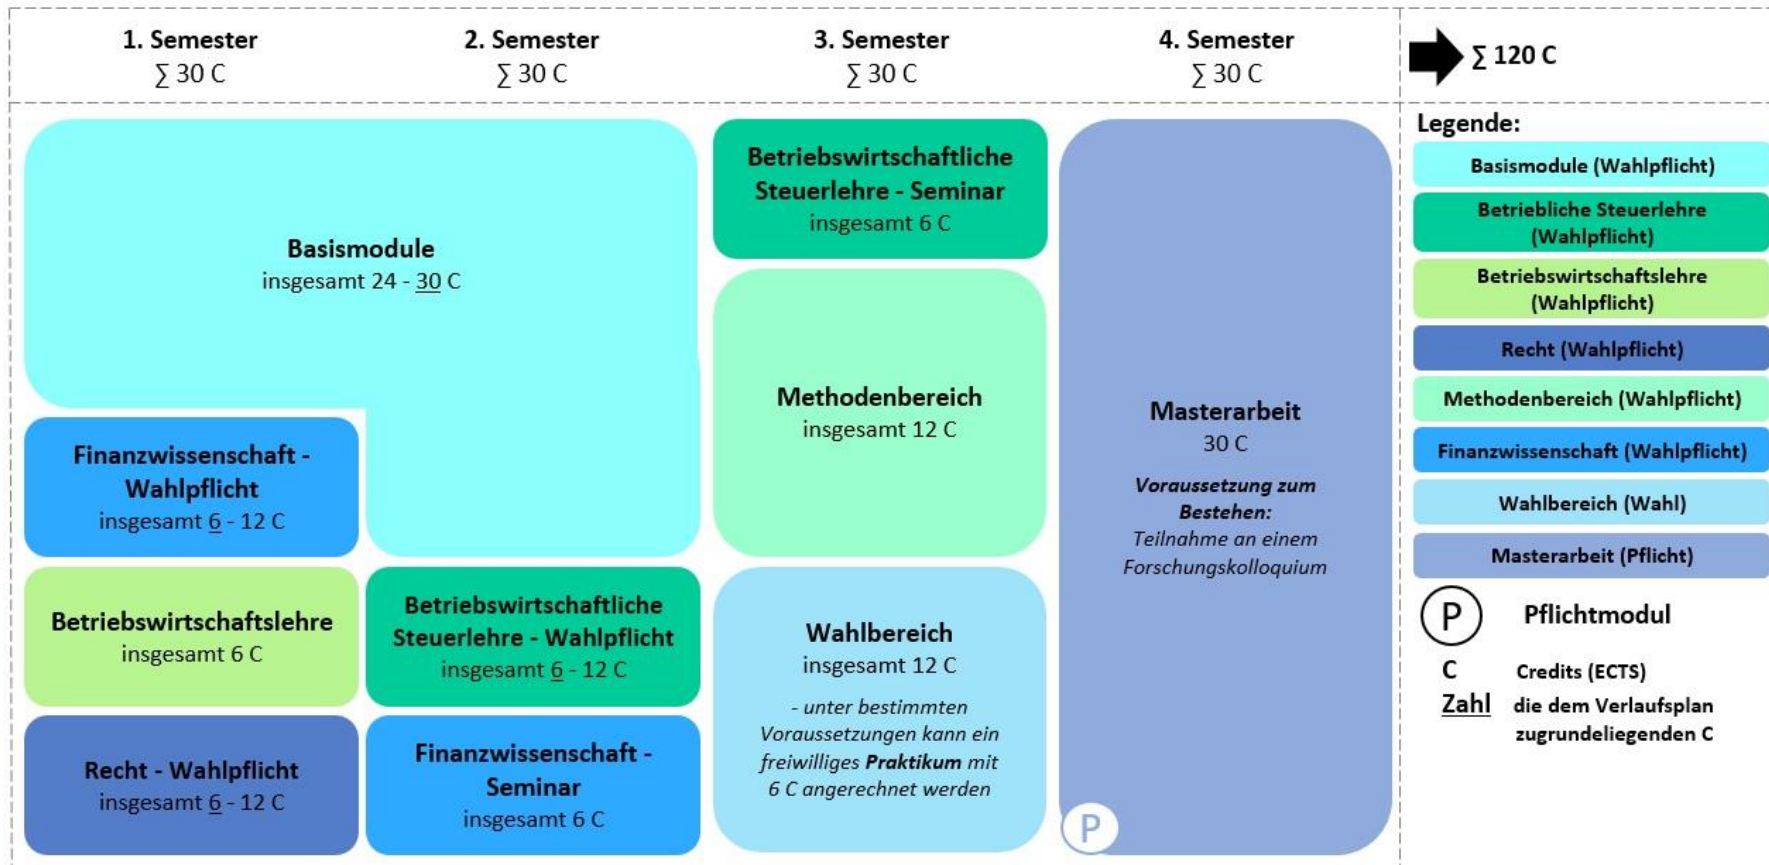 1. Semester
∑ 30 C
2. Semester
∑ 30 C
3. Semester
∑ 30 C
4. Semester
∑ 30 C
∑ 120 C
Basismodule
insgesamt 24 - 30 C
Finanzwissenschaft -
Wahlpflicht
insgesamt 6 - 12 C
Betriebswirtschaftslehre
insgesamt 6 C
Recht - Wahlpflicht
insgesamt 6 - 12 C
Betriebswirtschaftliche
Steuerlehre - Wahlpflicht
insgesamt 6 - 12 C
Finanzwissenschaft -
Seminar
insgesamt 6 C
Betriebswirtschaftliche
Steuerlehre - Seminar
insgesamt 6 C
Methodenbereich
insgesamt 12 C
Wahlbereich
insgesamt 12 C
- unter bestimmten
Voraussetzungen kann ein
freiwilliges Praktikum mit
6 C angerechnet werden
Masterarbeit
30 C
Voraussetzung zum
Bestehen:
Teilnahme an einem
Forschungskolloquium
P
Legende:
Basismodule (Wahlpflicht)
Betriebliche Steuerlehre
(Wahlpflicht)
Betriebswirtschaftslehre
(Wahlpflicht)
Recht (Wahlpflicht)
Methodenbereich (Wahlpflicht)
Finanzwissenschaft (Wahlpflicht)
Wahlbereich (Wahl)
Masterarbeit (Pflicht)
P Pflichtmodul
C Credits (ECTS)
Zahl die dem Verlaufsplan
zugrundeliegenden C